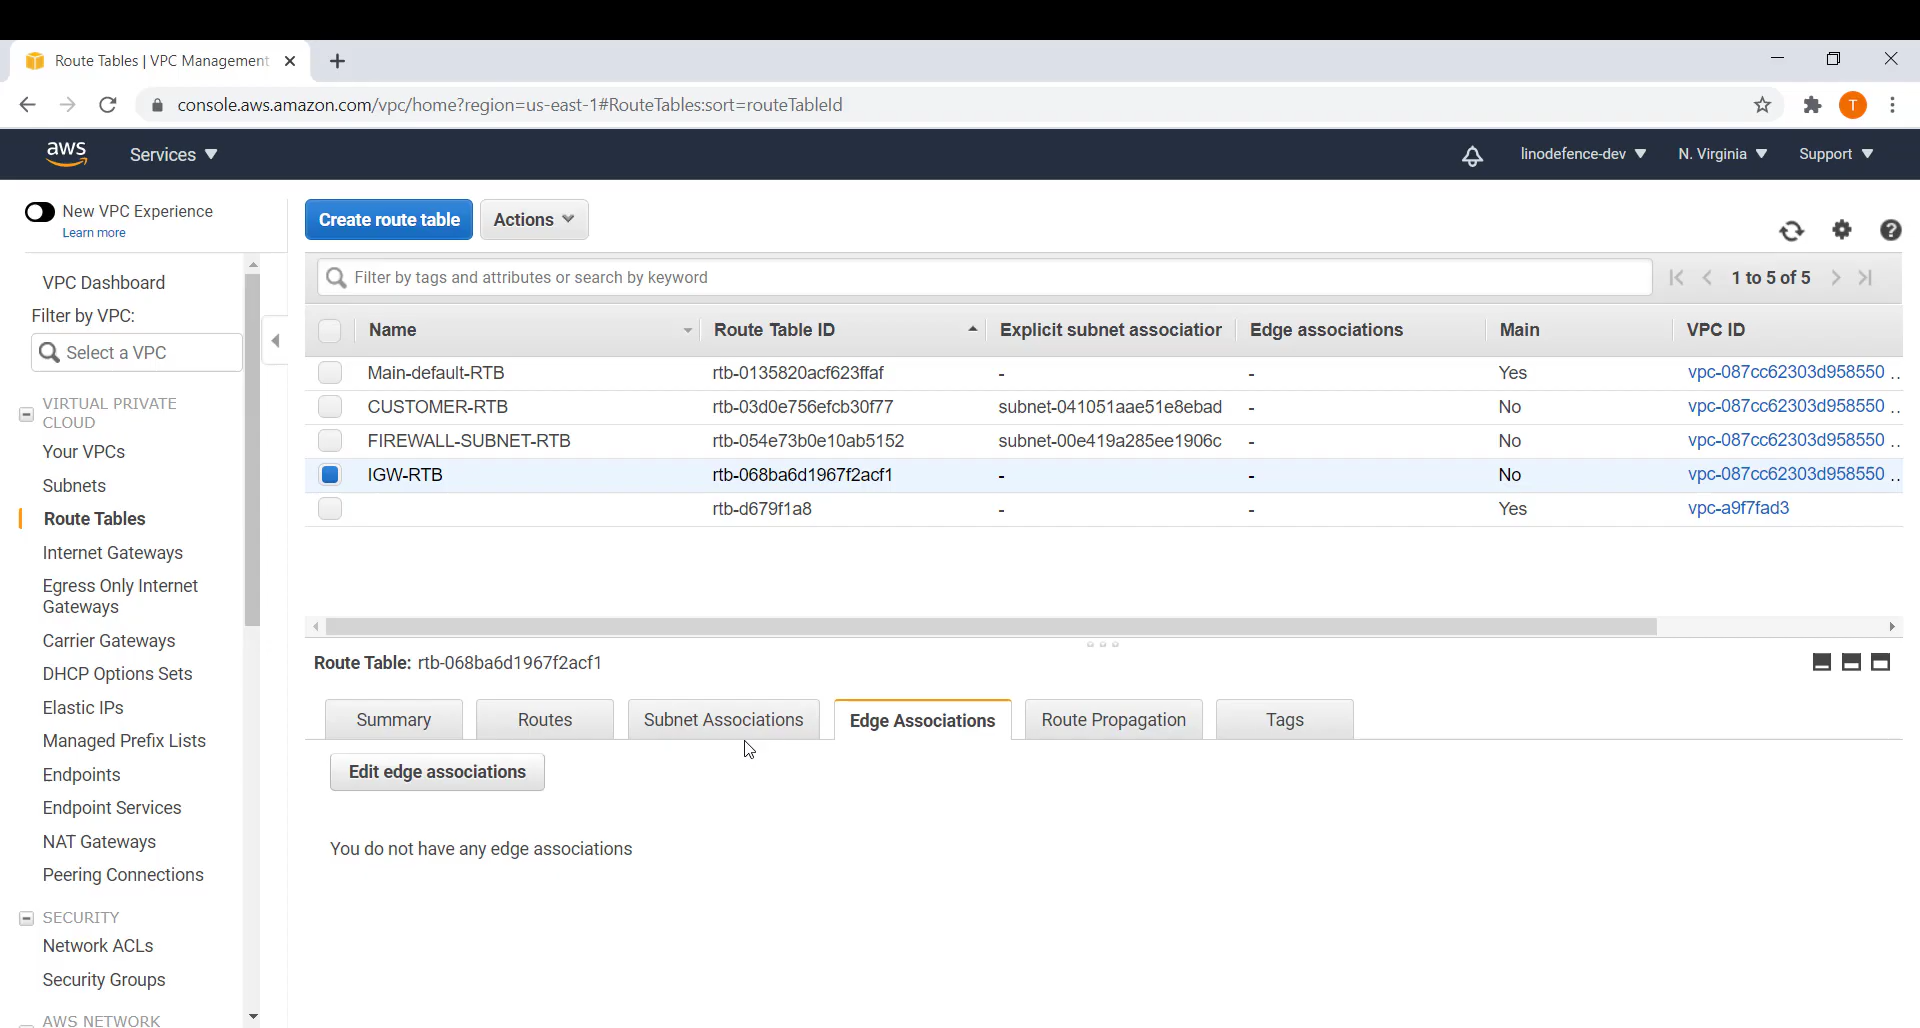 Route Tables | VPC Management
console.aws.amazon.com/vpc/home?region=us-east-1#RouteTables:sort=routeTableId
T
aws
Services
linodefence-dev
N. Virginia
Support
New VPC Experience
Learn more
VPC Dashboard
Filter by VPC:
Select a VPC
VIRTUAL PRIVATE
CLOUD
Your VPCs
Subnets
Route Tables
Internet Gateways
Egress Only Internet
Gateways
Carrier Gateways
DHCP Options Sets
Elastic IPs
Managed Prefix Lists
Endpoints
Endpoint Services
NAT Gateways
Peering Connections
SECURITY
Network ACLs
Security Groups
AWS NETWORK
Create route table
Actions
Filter by tags and attributes or search by keyword
1 to 5 of 5
Name Route Table ID Explicit subnet association Edge associations Main VPC ID
Main-default-RTB rtb-0135820acf623ffaf - - Yes vpc-087cc62303d958550 ..
CUSTOMER-RTB rtb-03d0e756efcb30f77 subnet-041051aae51e8ebad - No vpc-087cc62303d958550 ..
FIREWALL-SUBNET-RTB rtb-054e73b0e10ab5152 subnet-00e419a285ee1906c - No vpc-087cc62303d958550 ..
IGW-RTB rtb-068ba6d1967f2acf1 - - No vpc-087cc62303d958550 ..
rtb-d679f1a8 - - Yes vpc-a9f7fad3
Route Table: rtb-068ba6d1967f2acf1
Summary
Routes
Subnet Associations
Edge Associations
Route Propagation
Tags
Edit edge associations
You do not have any edge associations